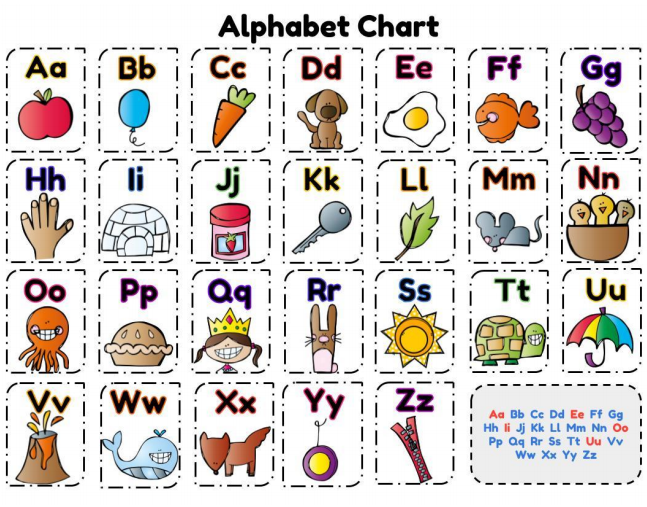 Alphabet Chart
Aa Bb Cc Dd Ee Ff Gg
Hh Ii Jj Kk Ll Mm Nn
Oo Pp Qq Rr Ss Tt Uu
Vv Ww Xx Yy Zz
Aa Bb Cc Dd Ee Ff Gg
Hh Ii Jj Kk Ll Mm Nn Oo
Pp Qq Rr Ss Tt Uu Vv
Ww Xx Yy Zz